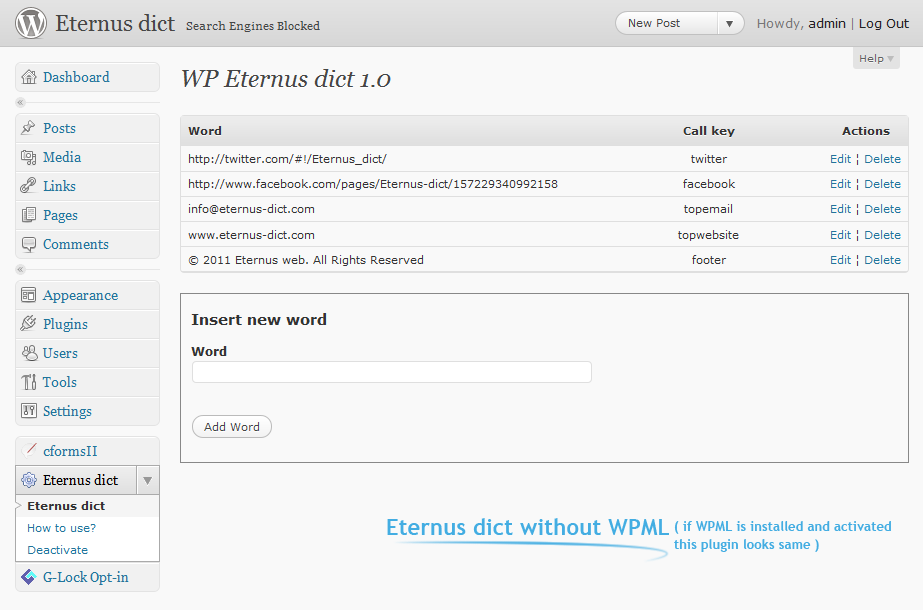 Eternus dict Search Engines Blocked New Post ▼ Howdy, admin | Log Out
Help ▼
Dashboard
«
Posts
Media
Links
Pages
Comments
«
Appearance
Plugins
Users
Tools
Settings
cformsII
Eternus dict ▼
Eternus dict
How to use?
Deactivate
G-Lock Opt-in
WP Eternus dict 1.0
Word Call key Actions
http://twitter.com/#!/Eternus_dict/ twitter Edit ¦ Delete
http://www.facebook.com/pages/Eternus-dict/157229340992158 facebook Edit ¦ Delete
info@eternus-dict.com topemail Edit ¦ Delete
www.eternus-dict.com topwebsite Edit ¦ Delete
© 2011 Eternus web. All Rights Reserved footer Edit ¦ Delete
Insert new word
Word
Add Word
Eternus dict without WPML ( if WPML is installed and activated
this plugin looks same )